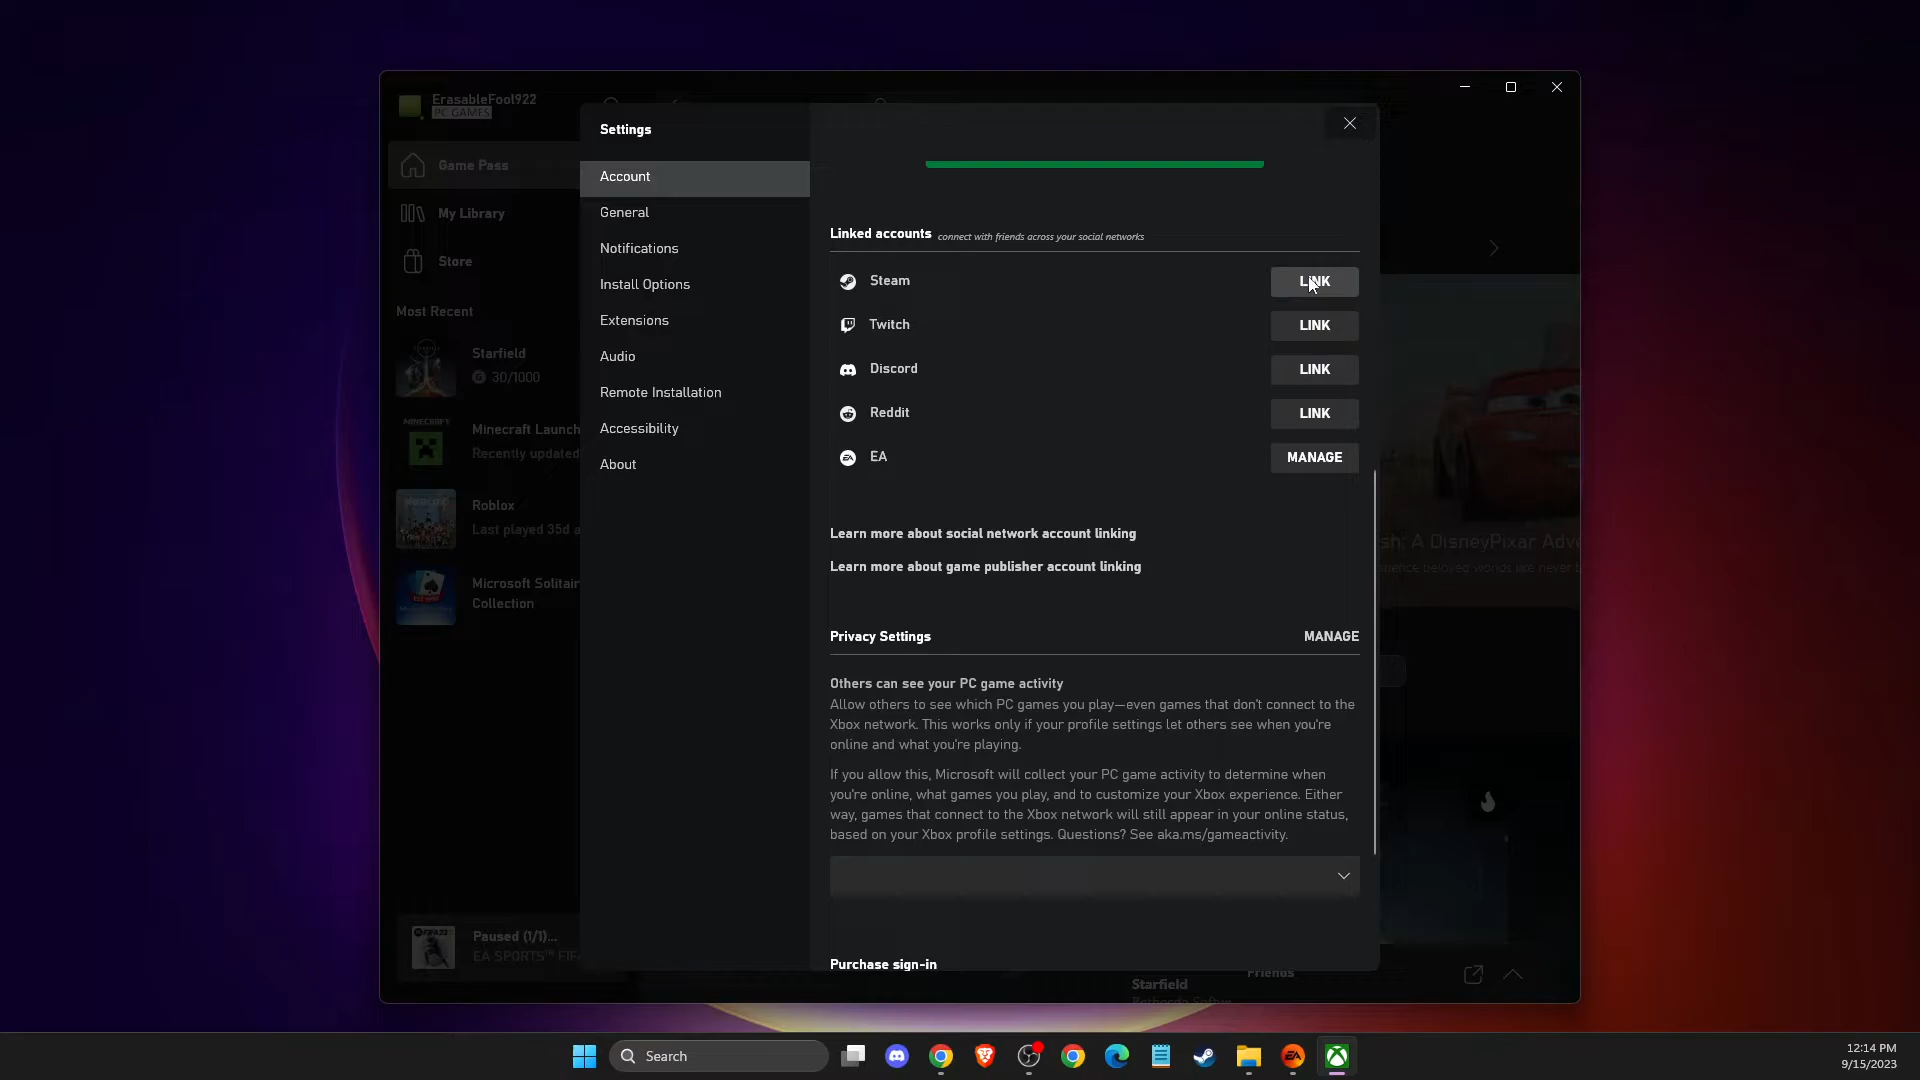 ErasableFoot922
PC GAMES
Game Pass
My Library
Store
Most Recent
Starfield
30/1000
Minecraft Launch
Recently updated
Roblox
Last played 35d a
Microsoft Solitair
Collection
Paused (1/1)...
EA SPORTS™ FIFA
Settings
Account
General
Notifications
Install Options
Extensions
Audio
Remote Installation
Accessibility
About
Linked accounts connect with friends across your social networks
Steam LINK
Twitch LINK
Discord LINK
Reddit LINK
EA MANAGE
Learn more about social network account linking
Learn more about game publisher account linking
Privacy Settings MANAGE
Others can see your PC game activity
Allow others to see which PC games you play—even games that don't connect to the
Xbox network. This works only if your profile settings let others see when you're
online and what you're playing.
If you allow this, Microsoft will collect your PC game activity to determine when
you're online, what games you play, and to customize your Xbox experience. Either
way, games that connect to the Xbox network will still appear in your online status,
based on your Xbox profile settings. Questions? See aka.ms/gameactivity.
Purchase sign-in
A DisneyPixar Adve
beloved worlds like never b
Friends
Starfield
Search
12:14 PM
9/15/2023